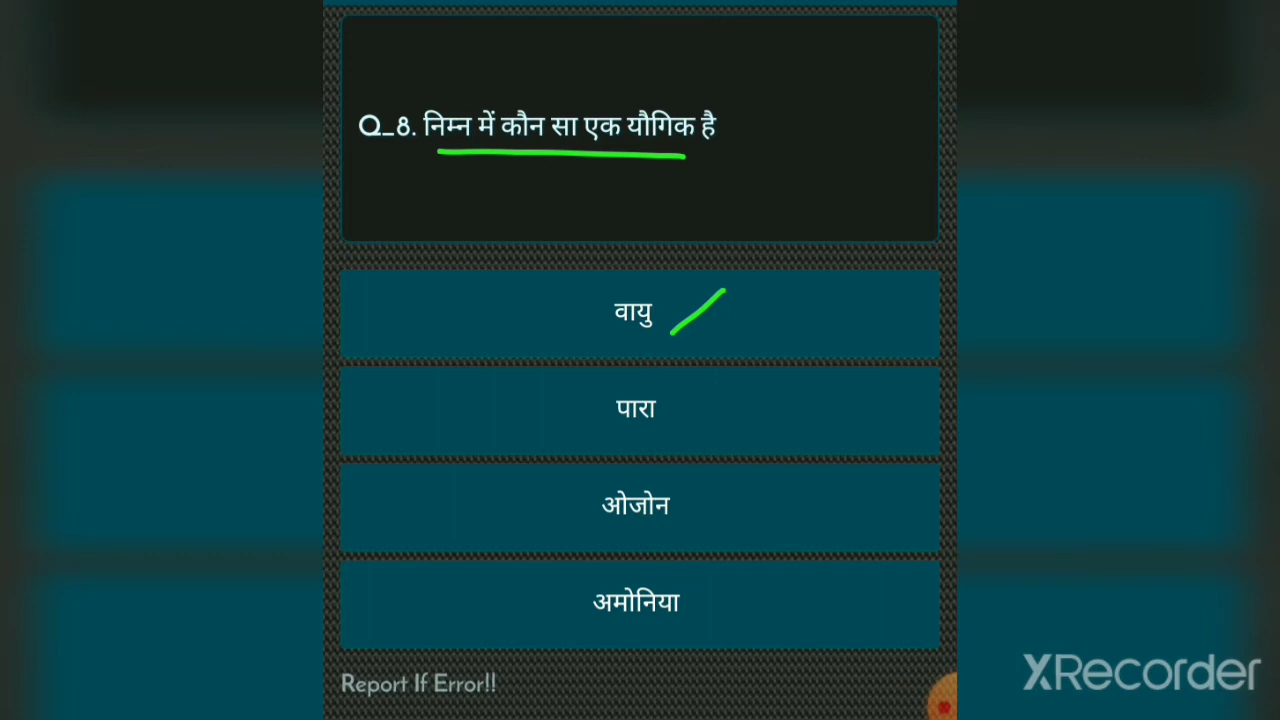 Q_8. निम्न में कौन सा एक यौगिक है
वायु
पारा
ओजोन
अमोनिया
Report If Error!!
XRecorder